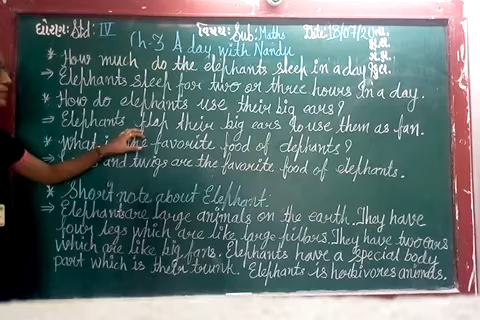 ધોરણ: Std: IV વિષય: Sub: Maths Date: 18/07/20
Ch-3 A day with Nandu
* How much do the elephants sleep in a day?
⇒ Elephants sleep for two or three hours in a day.
* How do elephants use their big ears?
⇒ Elephants flap their big ears to use them as fan.
* What is the favorite food of elephants?
⇒ and twigs are the favorite food of elephants.
* Short note about Elephant:
⇒ Elephants are large animals on the earth. They have
four legs which are like large pillars. They have two ears
which are like big fans. Elephants have a special body
part which is their trunk. Elephants is herbivores animals.